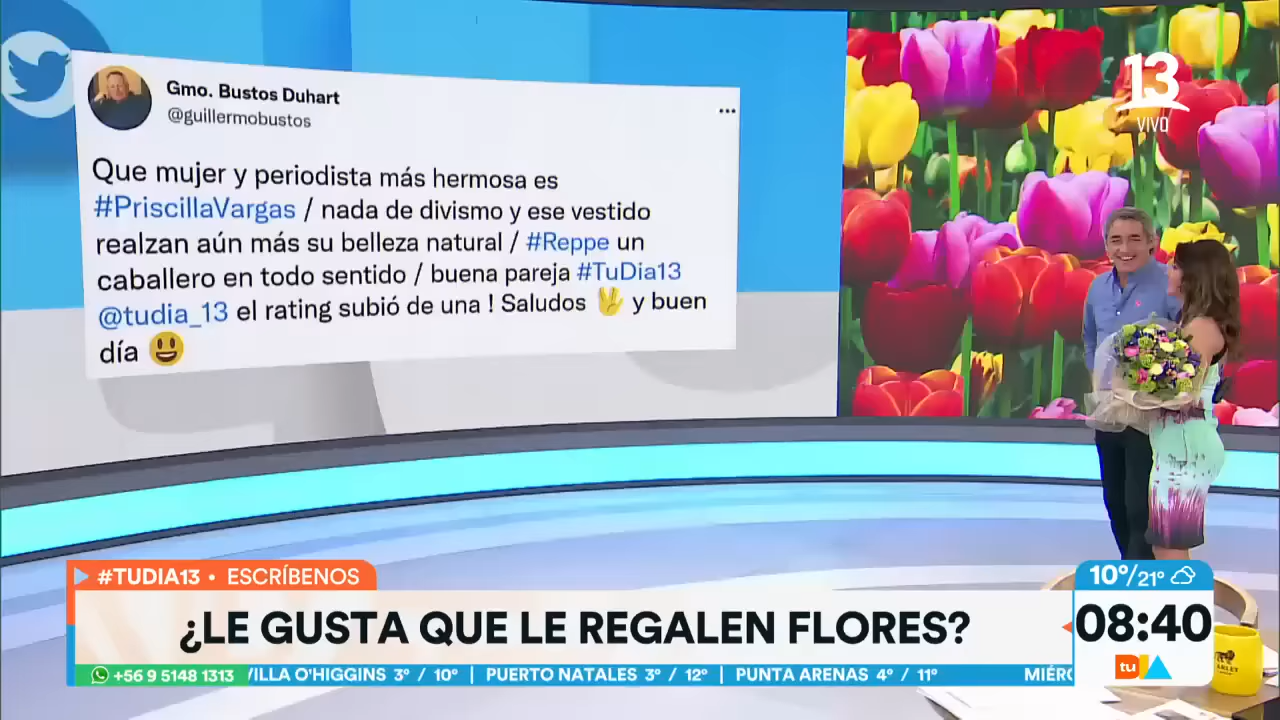 Gmo. Bustos Duhart
@guillermobustos
Que mujer y periodista más hermosa es
#PriscillaVargas / nada de divismo y ese vestido
realzan aún más su belleza natural / #Reppe un
caballero en todo sentido / buena pareja #TuDia13
@tudia_13 el rating subió de una ! Saludos 🖖 y buen
día 😃
13
VIVO
#TUDIA13 • ESCRÍBENOS
¿LE GUSTA QUE LE REGALEN FLORES?
10°/21°
08:40
tu DÍA
+56 9 5148 1313
VILLA O'HIGGINS 3° / 10° | PUERTO NATALES 3° / 12° | PUNTA ARENAS 4° / 11° MIÉRC